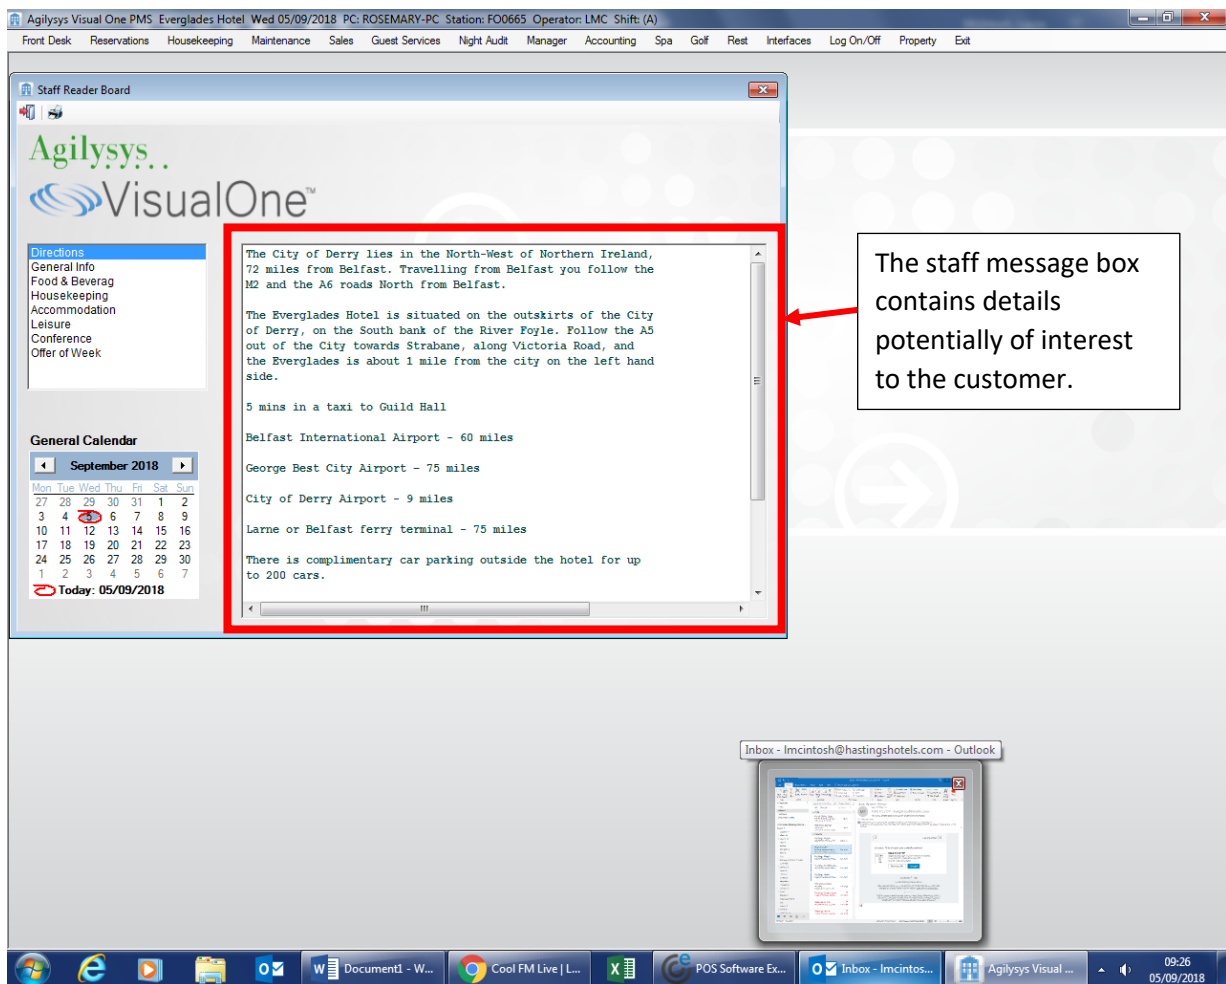 Agilysys Visual One PMS Everglades Hotel Wed 05/09/2018 PC: ROSEMARY-PC Station: FO0665 Operator: LMC Shift: (A)
Front Desk Reservations Housekeeping Maintenance Sales Guest Services Night Audit Manager Accounting Spa Golf Rest Interfaces Log On/Off Property Exit
Staff Reader Board
Agilysys
VisualOne™
Directions
General Info
Food & Beverag
Housekeeping
Accommodation
Leisure
Conference
Offer of Week
The City of Derry lies in the North-West of Northern Ireland,
72 miles from Belfast. Travelling from Belfast you follow the
M2 and the A6 roads North from Belfast.
The Everglades Hotel is situated on the outskirts of the City
of Derry, on the South bank of the River Foyle. Follow the A5
out of the City towards Strabane, along Victoria Road, and
the Everglades is about 1 mile from the city on the left hand
side.
5 mins in a taxi to Guild Hall
Belfast International Airport - 60 miles
George Best City Airport - 75 miles
City of Derry Airport - 9 miles
Larne or Belfast ferry terminal - 75 miles
There is complimentary car parking outside the hotel for up
to 200 cars.
The staff message box
contains details
potentially of interest
to the customer.
General Calendar
September 2018
Mon Tue Wed Thu Fri Sat Sun
27 28 29 30 31 1 2
3 4 5 6 7 8 9
10 11 12 13 14 15 16
17 18 19 20 21 22 23
24 25 26 27 28 29 30
1 2 3 4 5 6 7
Today: 05/09/2018
Inbox - lmcintosh@hastingshotels.com - Outlook
Document1 - W...
Cool FM Live | L...
POS Software Ex...
Inbox - lmcintos...
Agilysys Visual ...
09:26
05/09/2018